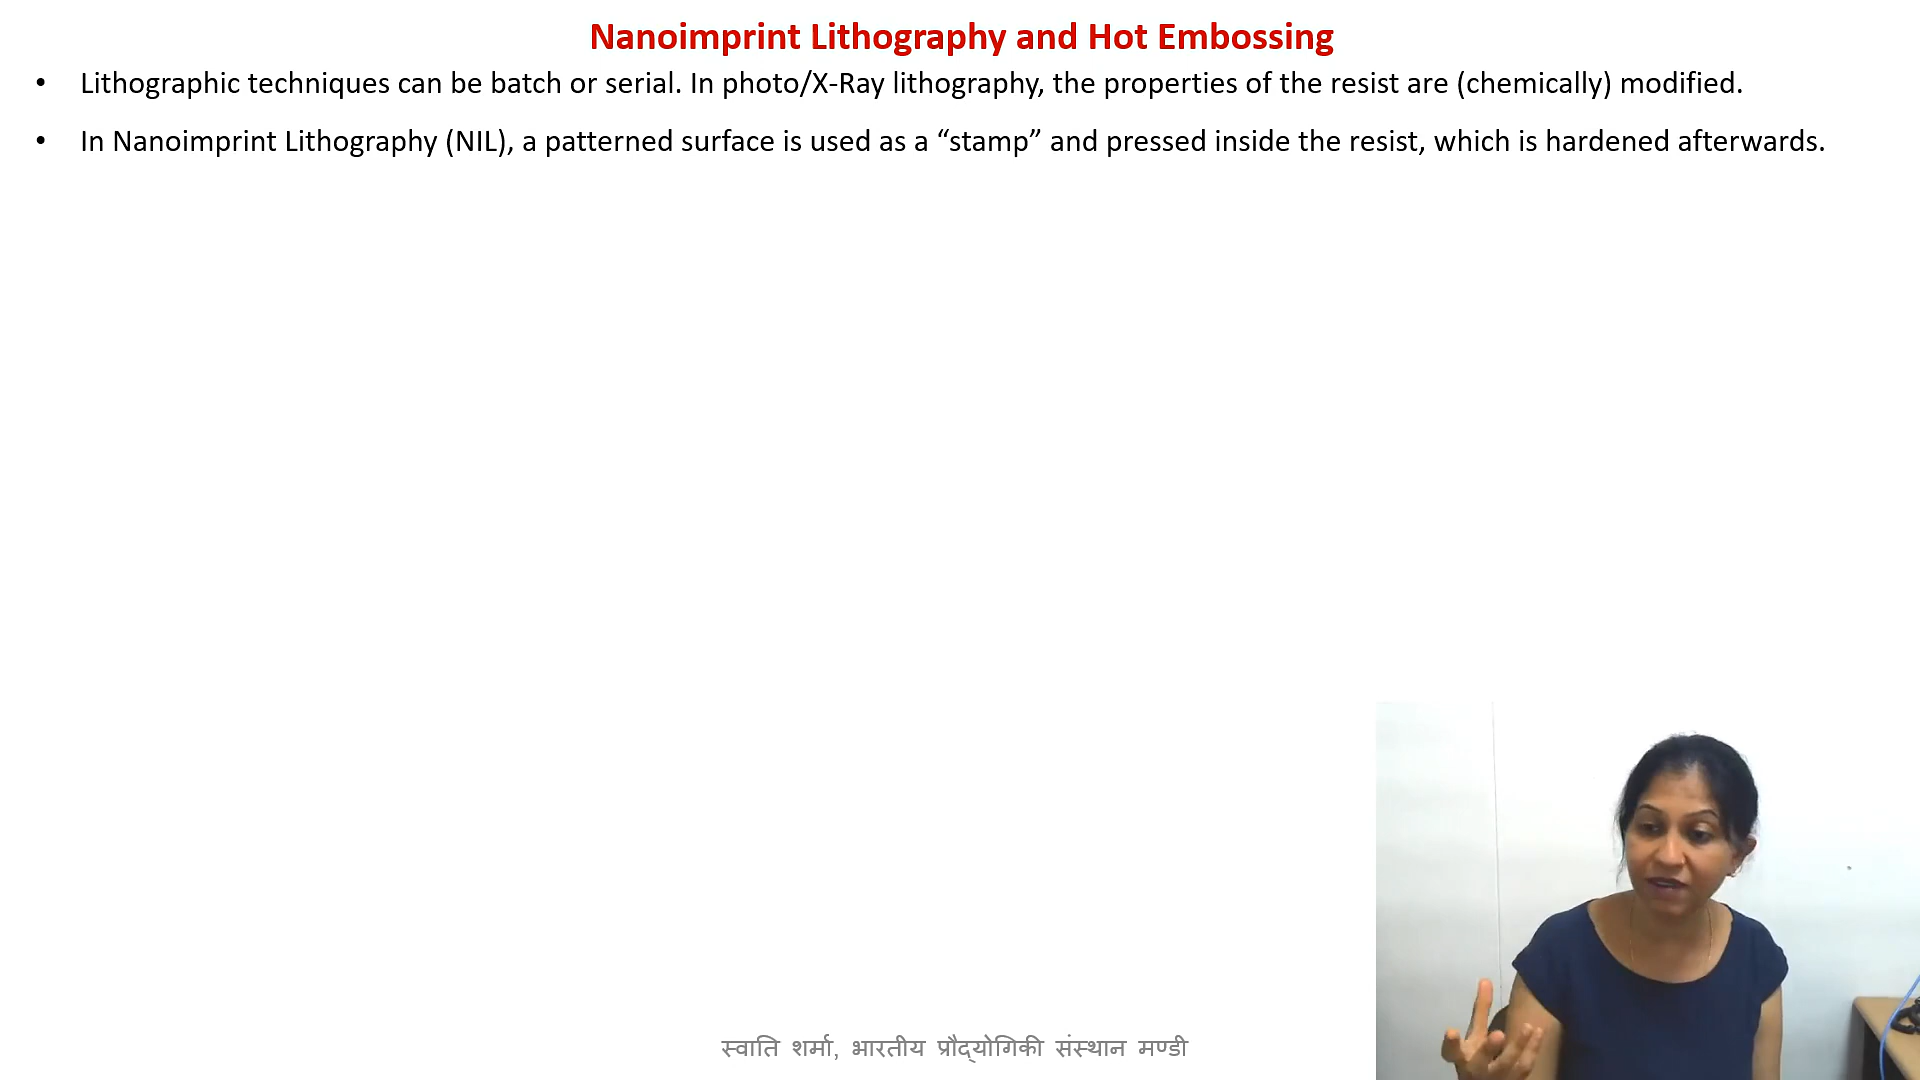 Nanoimprint Lithography and Hot Embossing
• Lithographic techniques can be batch or serial. In photo/X-Ray lithography, the properties of the resist are (chemically) modified.
• In Nanoimprint Lithography (NIL), a patterned surface is used as a “stamp” and pressed inside the resist, which is hardened afterwards.
स्वाति शर्मा, भारतीय प्रौद्योगिकी संस्थान मण्डी